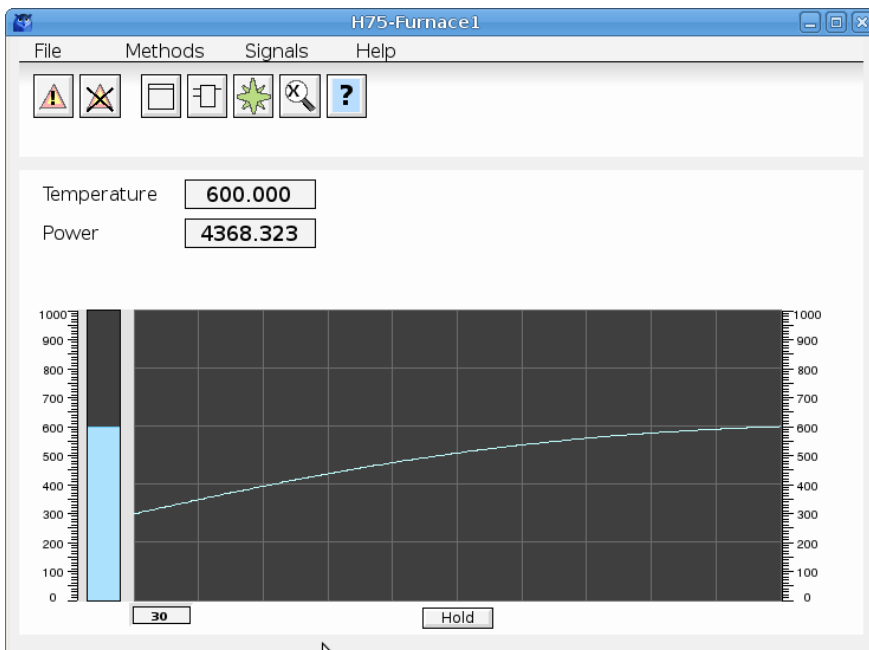 H75-Furnace1
File Methods Signals Help
X ?
Temperature 600.000
Power 4368.323
1000 1000
900 900
800 800
700 700
600 600
500 500
400 400
300 300
200 200
100 100
0 0
30 Hold